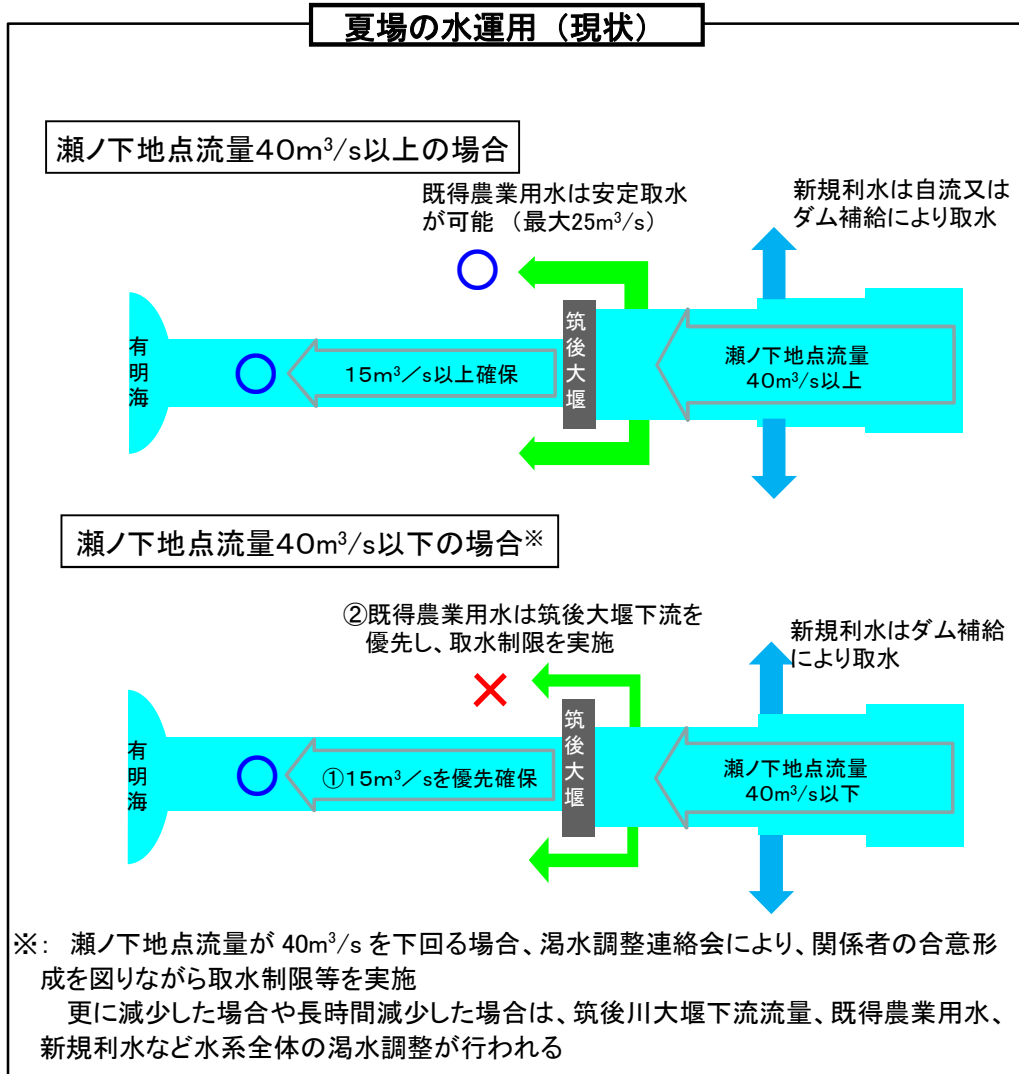 夏場の水運用（現状）
瀬ノ下地点流量40m³/s以上の場合
既得農業用水は安定取水
が可能 （最大25m³/s）
新規利水は自流又は
ダム補給により取水
有明海
15m³／s以上確保
筑後大堰
瀬ノ下地点流量
40m³/s以上
瀬ノ下地点流量40m³/s以下の場合※
②既得農業用水は筑後大堰下流を
優先し、取水制限を実施
新規利水はダム補給
により取水
有明海
①15m³／sを優先確保
筑後大堰
瀬ノ下地点流量
40m³/s以下
※： 瀬ノ下地点流量が 40m³/s を下回る場合、渇水調整連絡会により、関係者の合意形
成を図りながら取水制限等を実施
更に減少した場合や長時間減少した場合は、筑後川大堰下流流量、既得農業用水、
新規利水など水系全体の渇水調整が行われる